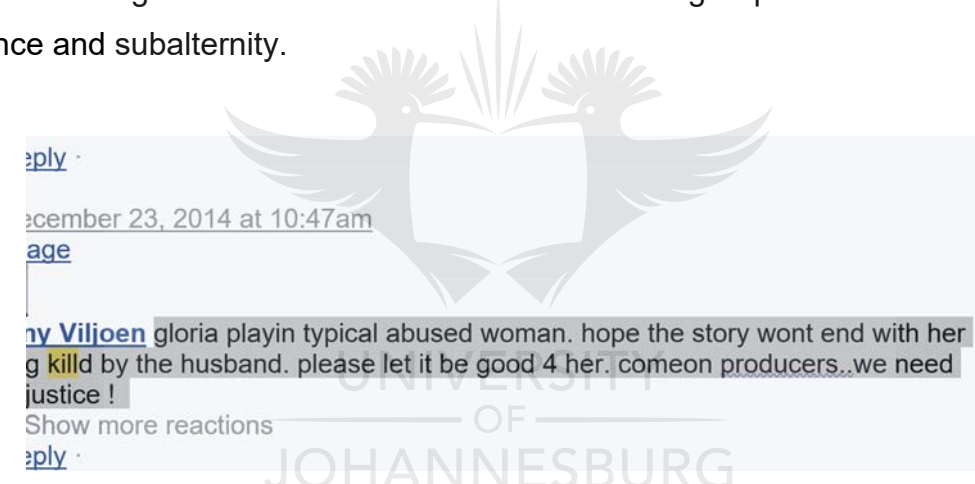 nce and subalternity.
eply ·
ecember 23, 2014 at 10:47am
age
ny Viljoen gloria playin typical abused woman. hope the story wont end with her
g killd by the husband. please let it be good 4 her. comeon producers..we need
justice !
Show more reactions
eply ·
UNIVERSITY
OF
JOHANNESBURG